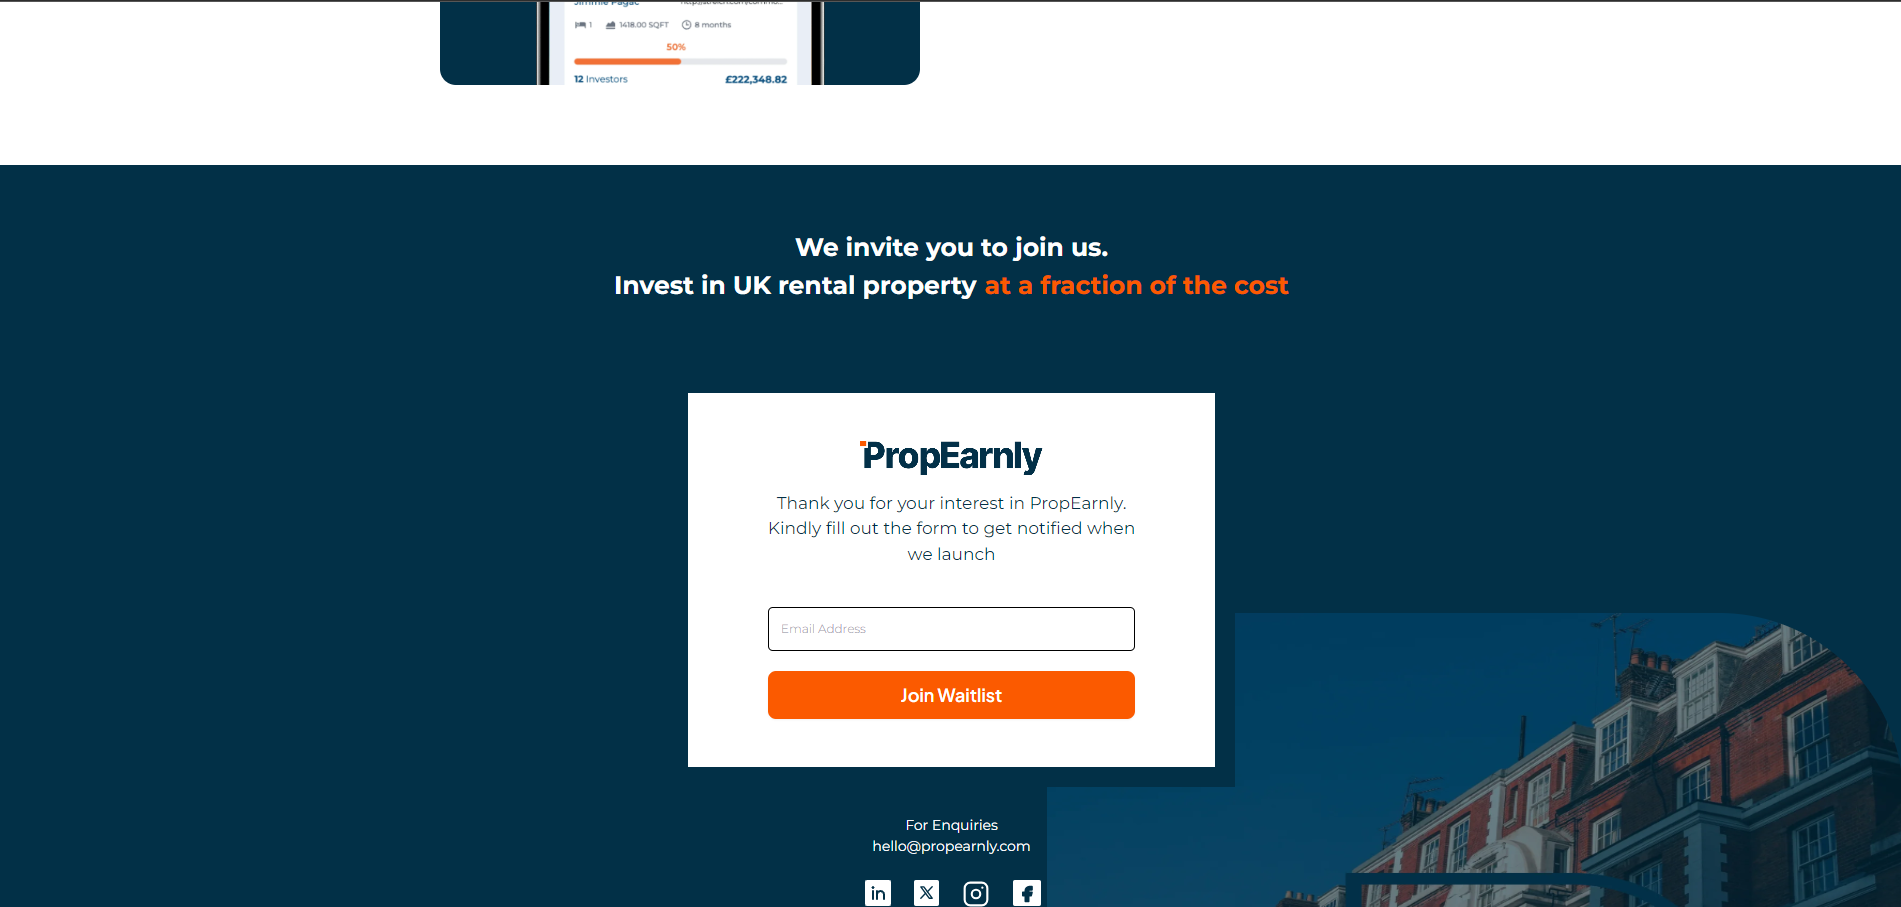 Jimmie Pagac
1 1418.00 SQFT 8 months
50%
12 Investors £222,348.82
We invite you to join us.
Invest in UK rental property at a fraction of the cost
PropEarnly
Thank you for your interest in PropEarnly.
Kindly fill out the form to get notified when
we launch
Email Address
Join Waitlist
For Enquiries
hello@propearnly.com